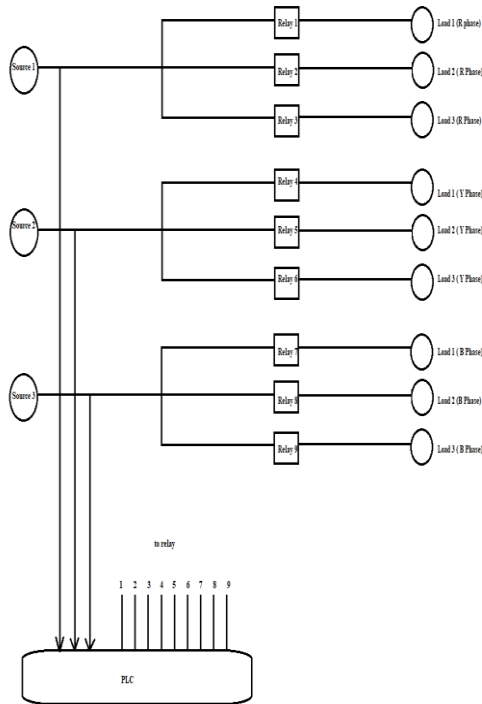 Relay 1
Load 1 (R phase)
Source 1
Relay 2
Load 2 ( R Phase)
Relay 3
Load 3 (R Phase)
Relay 4
Load 1 ( Y Phase)
Source 2
Relay 5
Load 2 ( Y Phase)
Relay 6
Load 3 ( Y Phase)
Relay 7
Load 1 ( B Phase)
Source 3
Relay 8
Load 2 (B Phase)
Relay 9
Load 3 ( B Phase)
to relay
1 2 3 4 5 6 7 8 9
PLC